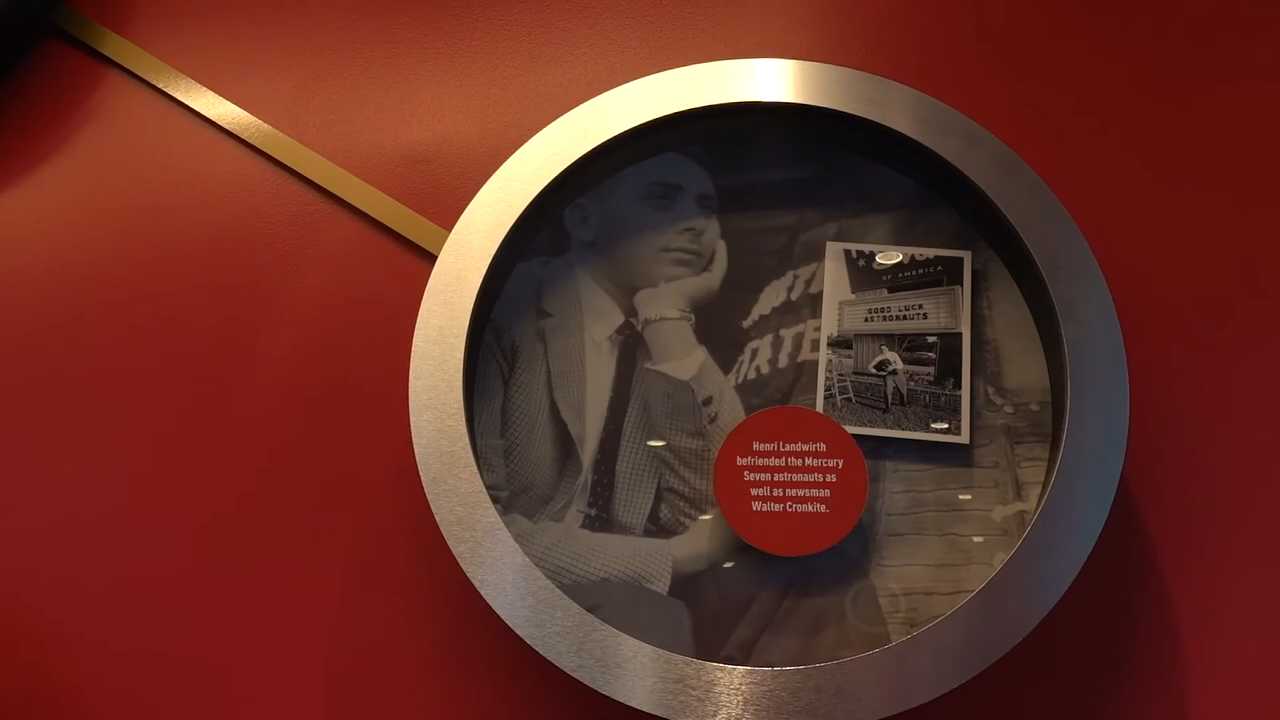 OF AMERICA
GOOD LUCK
ASTRONAUTS
Henri Landwirth
befriended the Mercury
Seven astronauts as
well as newsman
Walter Cronkite.